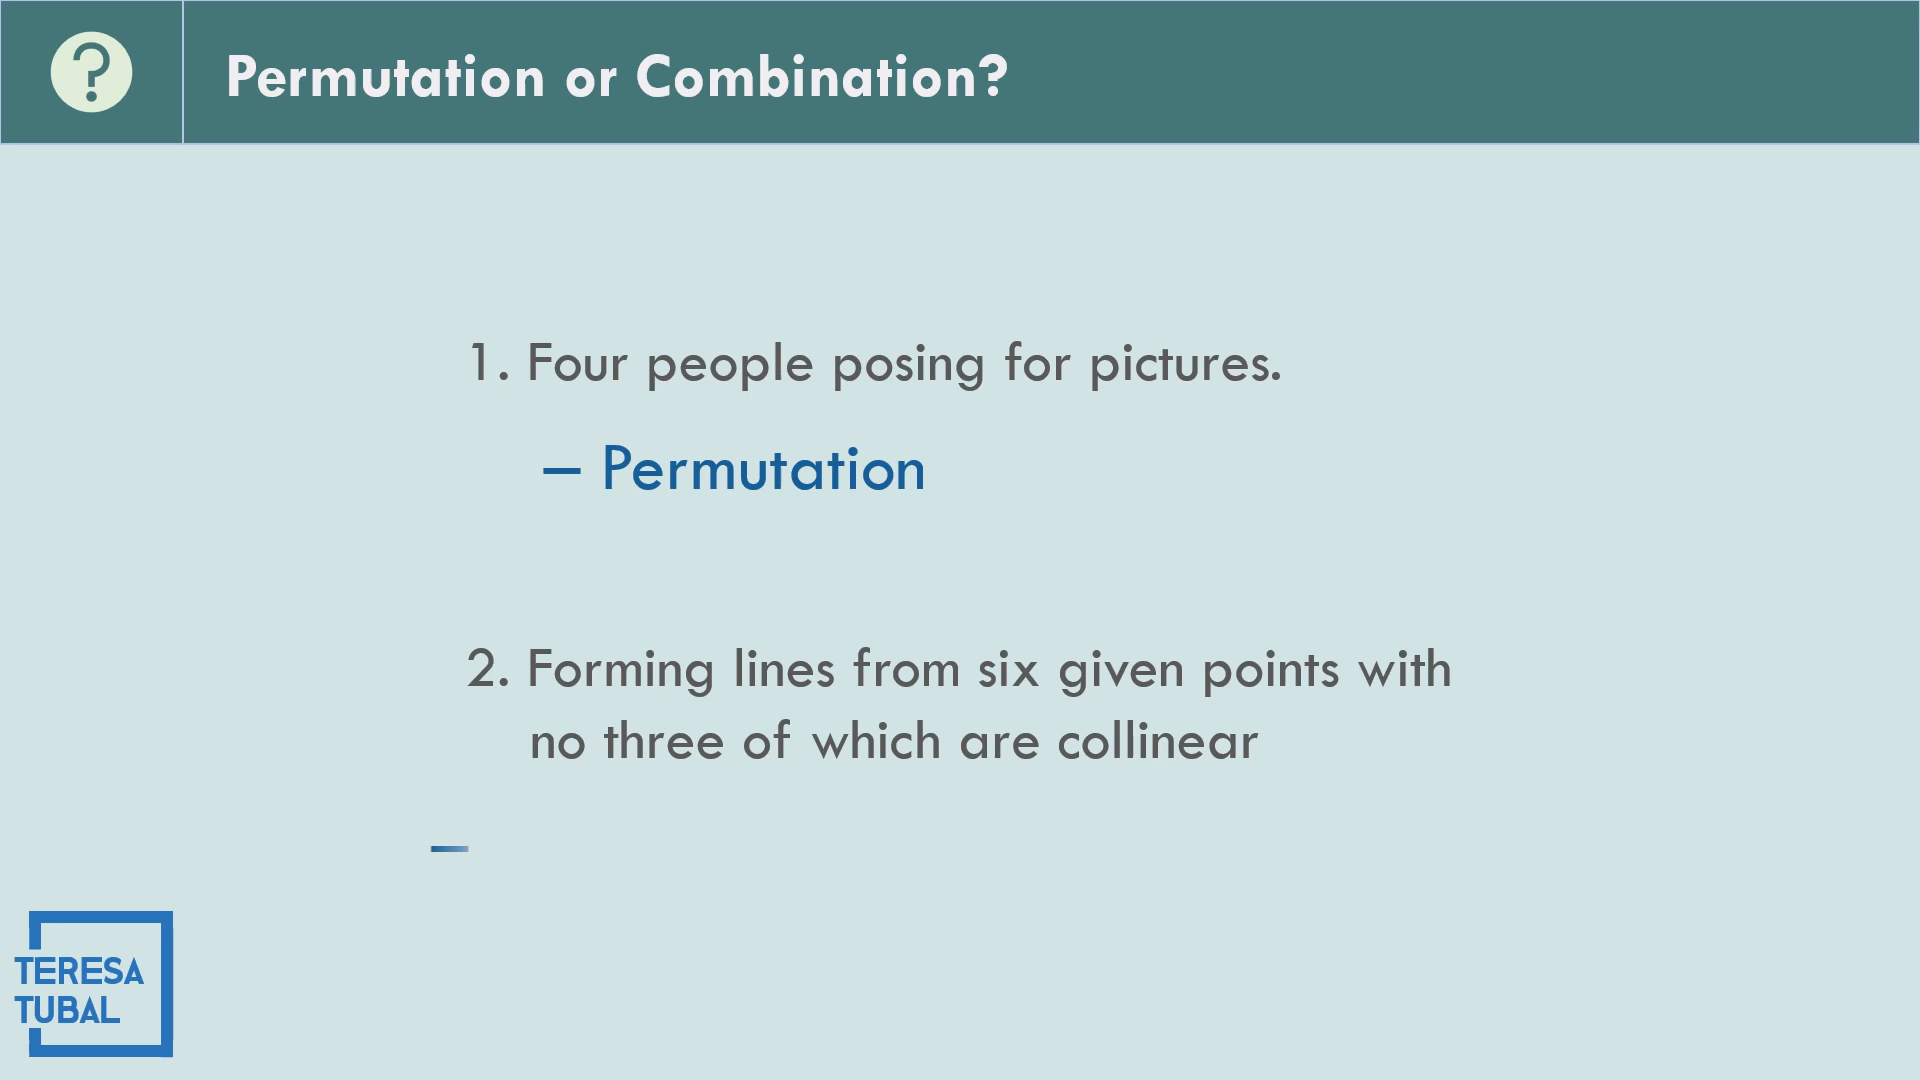 ?
Permutation or Combination?
1. Four people posing for pictures.
– Permutation
2. Forming lines from six given points with
no three of which are collinear
–
TERESA
TUBAL